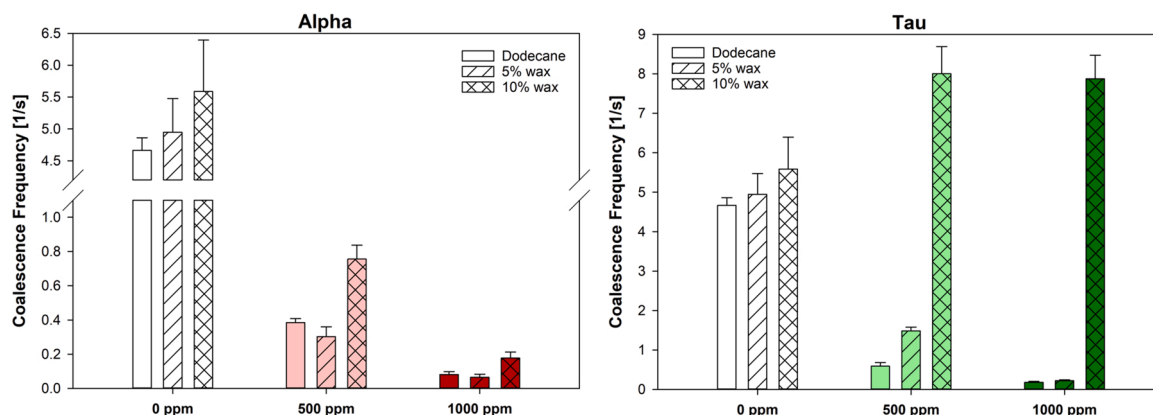 Alpha
Coalescence Frequency [1/s]
6.5
6.0
5.5
5.0
4.5
1.0
0.8
0.6
0.4
0.2
0.0
Dodecane
5% wax
10% wax
0 ppm
500 ppm
1000 ppm
Tau
Coalescence Frequency [1/s]
9
8
7
6
5
4
3
2
1
0
Dodecane
5% wax
10% wax
0 ppm
500 ppm
1000 ppm